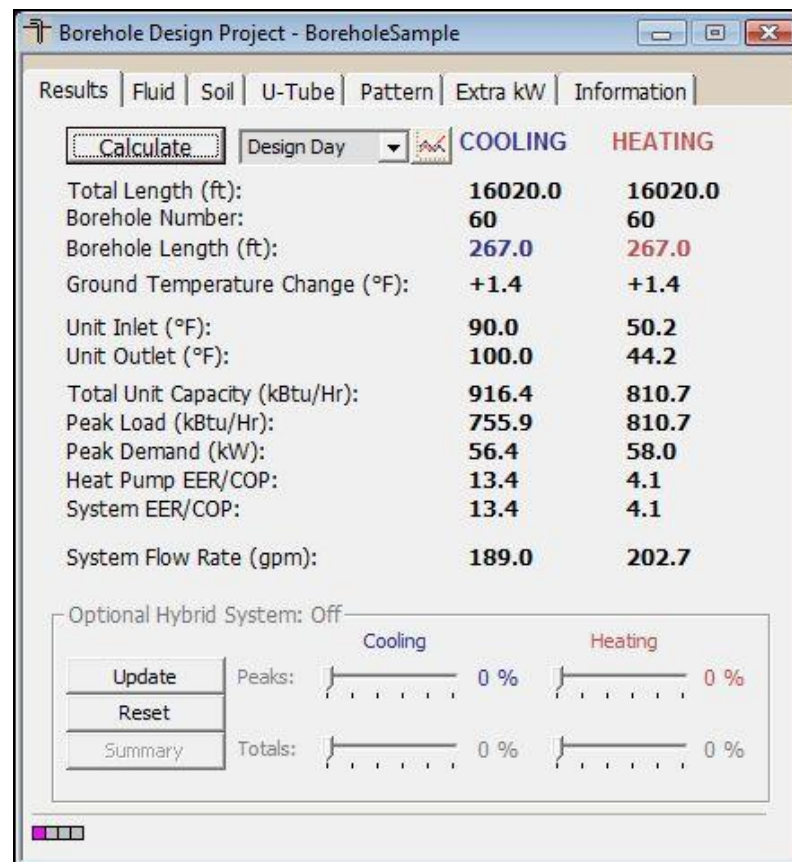 Borehole Design Project - BoreholeSample
Results Fluid Soil U-Tube Pattern Extra kW Information
Calculate Design Day COOLING HEATING
Total Length (ft): 16020.0 16020.0
Borehole Number: 60 60
Borehole Length (ft): 267.0 267.0
Ground Temperature Change (°F): +1.4 +1.4
Unit Inlet (°F): 90.0 50.2
Unit Outlet (°F): 100.0 44.2
Total Unit Capacity (kBtu/Hr): 916.4 810.7
Peak Load (kBtu/Hr): 755.9 810.7
Peak Demand (kW): 56.4 58.0
Heat Pump EER/COP: 13.4 4.1
System EER/COP: 13.4 4.1
System Flow Rate (gpm): 189.0 202.7
Optional Hybrid System: Off
Cooling Heating
Update Peaks: 0 % 0 %
Reset
Summary Totals: 0 % 0 %